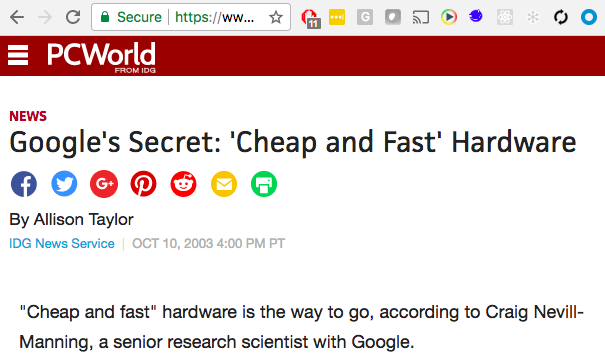 Secure | https://ww...
11
G
PCWorld
FROM IDG
NEWS
Google's Secret: 'Cheap and Fast' Hardware
G+
By Allison Taylor
IDG News Service | OCT 10, 2003 4:00 PM PT
"Cheap and fast" hardware is the way to go, according to Craig Nevill-
Manning, a senior research scientist with Google.